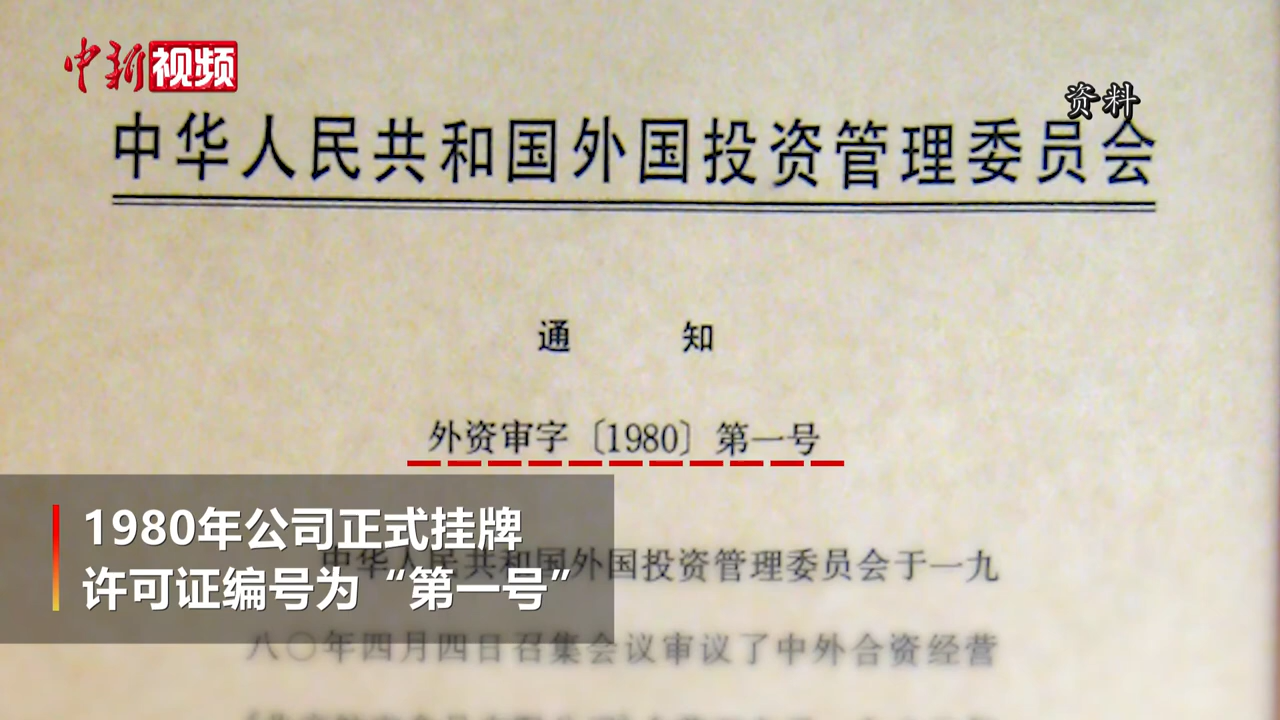 中新视频
资料
中华人民共和国外国投资管理委员会
通 知
外资审字〔1980〕第一号
1980年公司正式挂牌
许可证编号为“第一号”
中华人民共和国外国投资管理委员会于一九
八〇年四月四日召集会议审议了中外合资经营